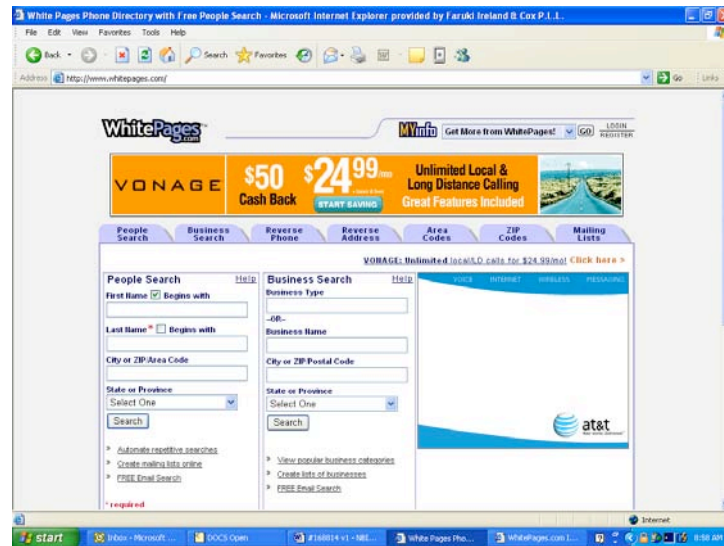 White Pages Phone Directory with Free People Search - Microsoft Internet Explorer provided by Faruki Ireland & Cox P.L.L.
File Edit View Favorites Tools Help
Back Search Favorites
Address http://www.whitepages.com/ Go Links
WhitePages.com
MYinfo Get More from WhitePages! GO LOGIN REGISTER
VONAGE $50 Cash Back $24.99/mo START SAVING Unlimited Local & Long Distance Calling Great Features Included
People Search Business Search Reverse Phone Reverse Address Area Codes ZIP Codes Mailing Lists
VONAGE: Unlimited local/LD calls for $24.99/mo! Click here >
People Search Help
First Name Begins with
Last Name * Begins with
City or ZIP/Area Code
State or Province
Select One
Search
» Automate repetitive searches
» Create mailing lists online
» FREE Email Search
* required
Business Search Help
Business Type
--OR--
Business Name
City or ZIP/Postal Code
State or Province
Select One
Search
» View popular business categories
» Create lists of businesses
» FREE Email Search
VOICE INTERNET WIRELESS MESSAGING
at&t
Internet
start Inbox - Microsoft ... DOCS Open White Pages Pho... WhitePages.com I... 8:58 AM